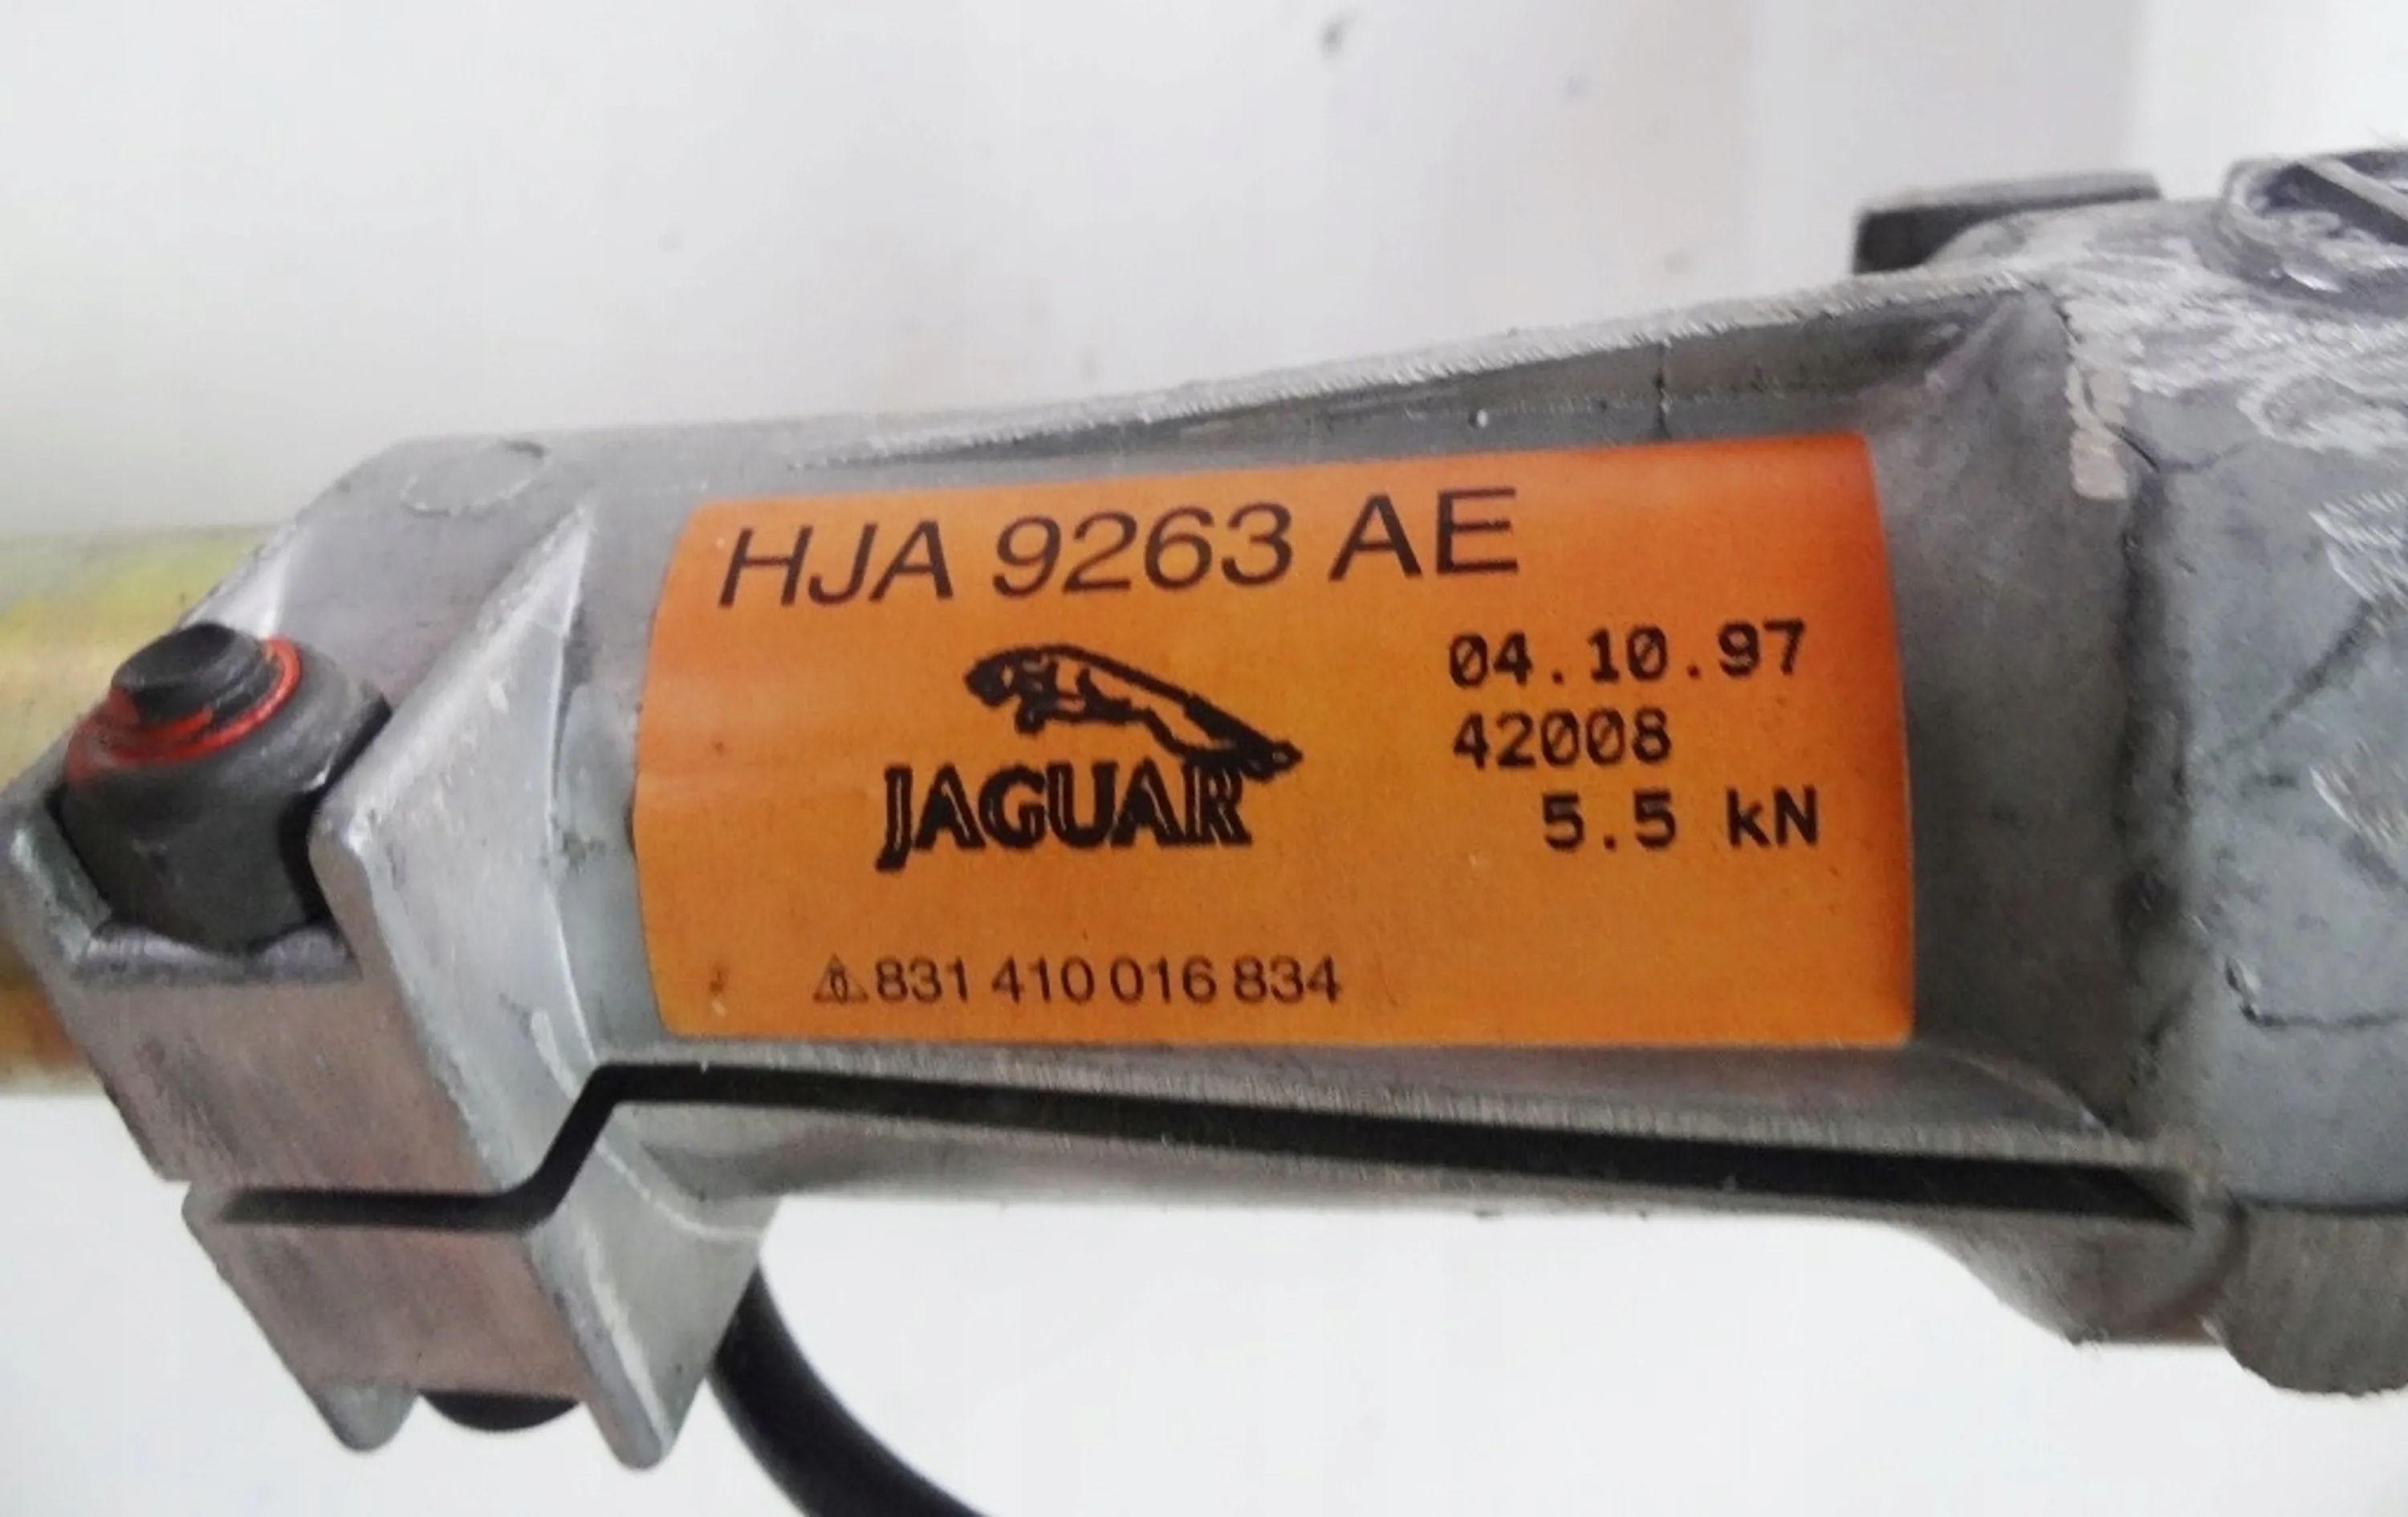 HJA 9263 AE
04.10.97
JAGUAR
42008
5.5 kN
831 410 016 834